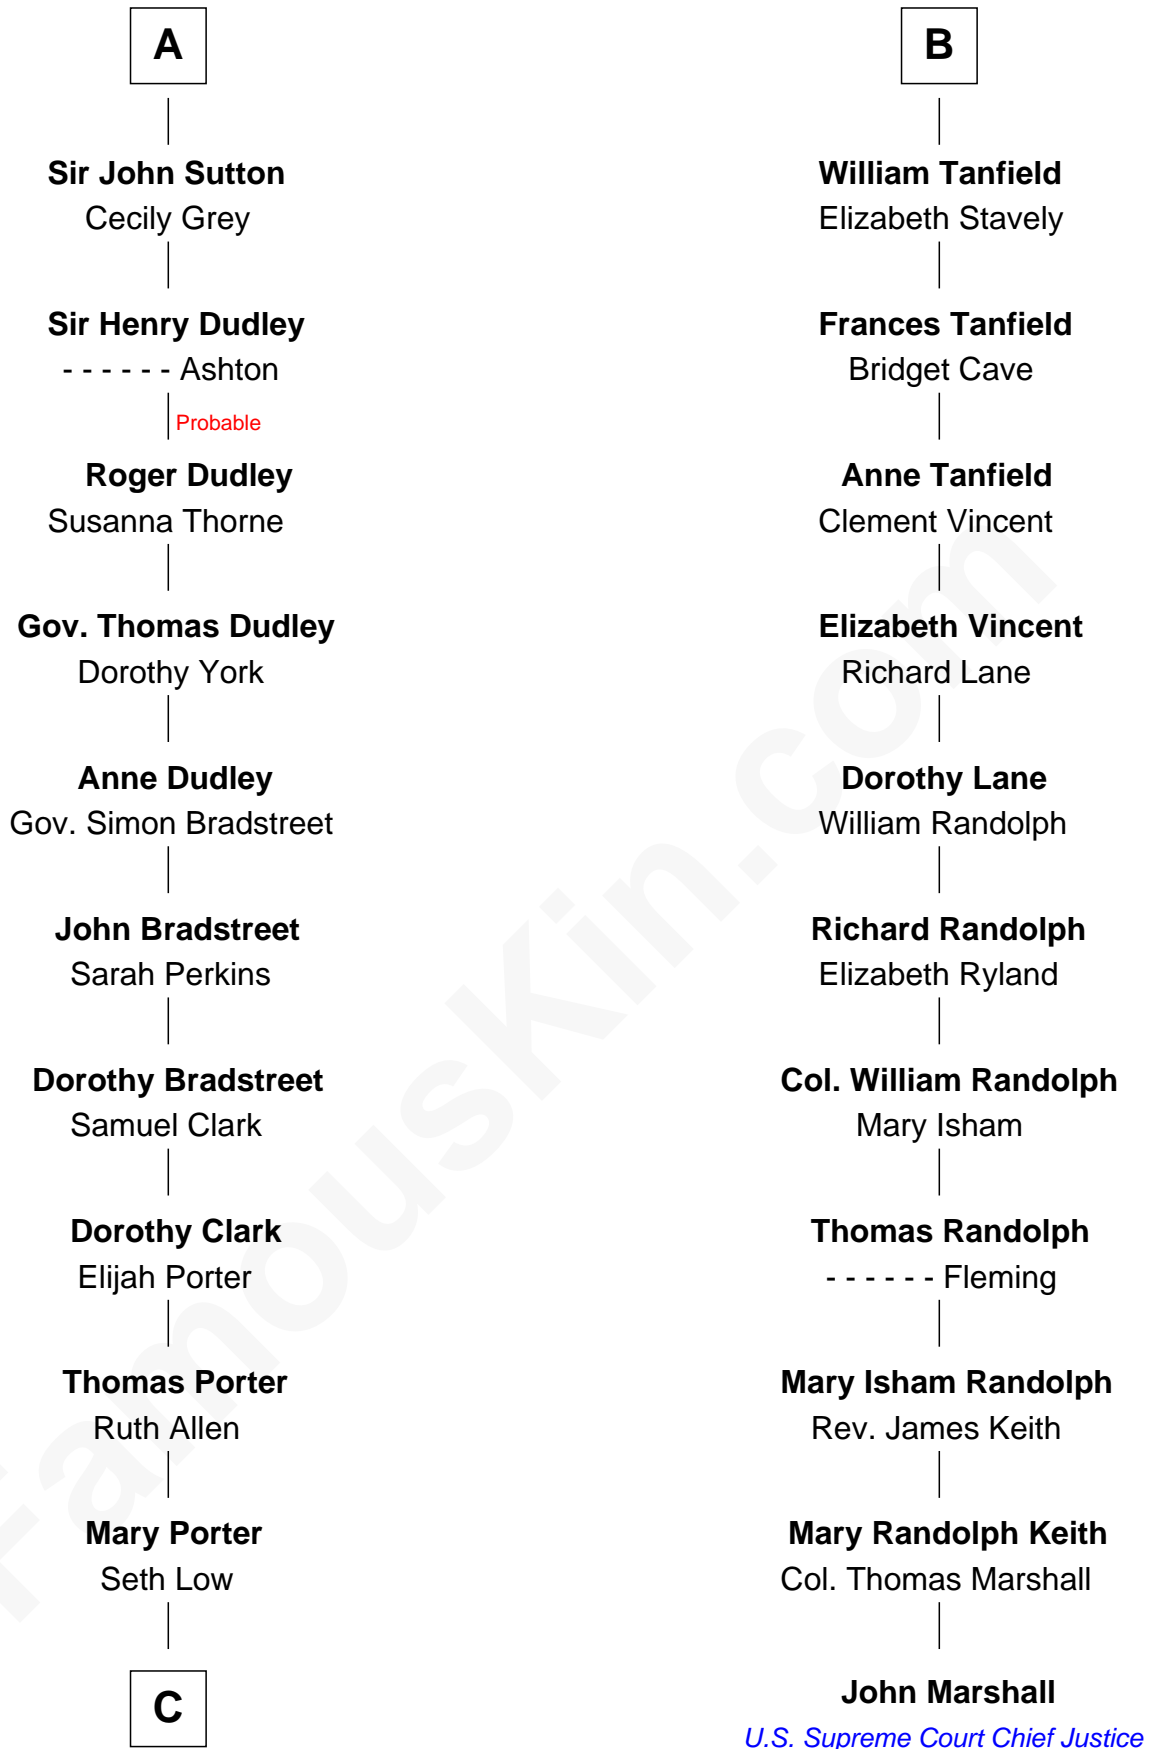 A
Sir John Sutton
Cecily Grey
Sir Henry Dudley
- - - - - - Ashton
Probable
Roger Dudley
Susanna Thorne
Gov. Thomas Dudley
Dorothy York
Anne Dudley
Gov. Simon Bradstreet
John Bradstreet
Sarah Perkins
Dorothy Bradstreet
Samuel Clark
Dorothy Clark
Elijah Porter
Thomas Porter
Ruth Allen
Mary Porter
Seth Low
C
B
William Tanfield
Elizabeth Stavely
Frances Tanfield
Bridget Cave
Anne Tanfield
Clement Vincent
Elizabeth Vincent
Richard Lane
Dorothy Lane
William Randolph
Richard Randolph
Elizabeth Ryland
Col. William Randolph
Mary Isham
Thomas Randolph
- - - - - - Fleming
Mary Isham Randolph
Rev. James Keith
Mary Randolph Keith
Col. Thomas Marshall
John Marshall
U.S. Supreme Court Chief Justice
FamousKin.com